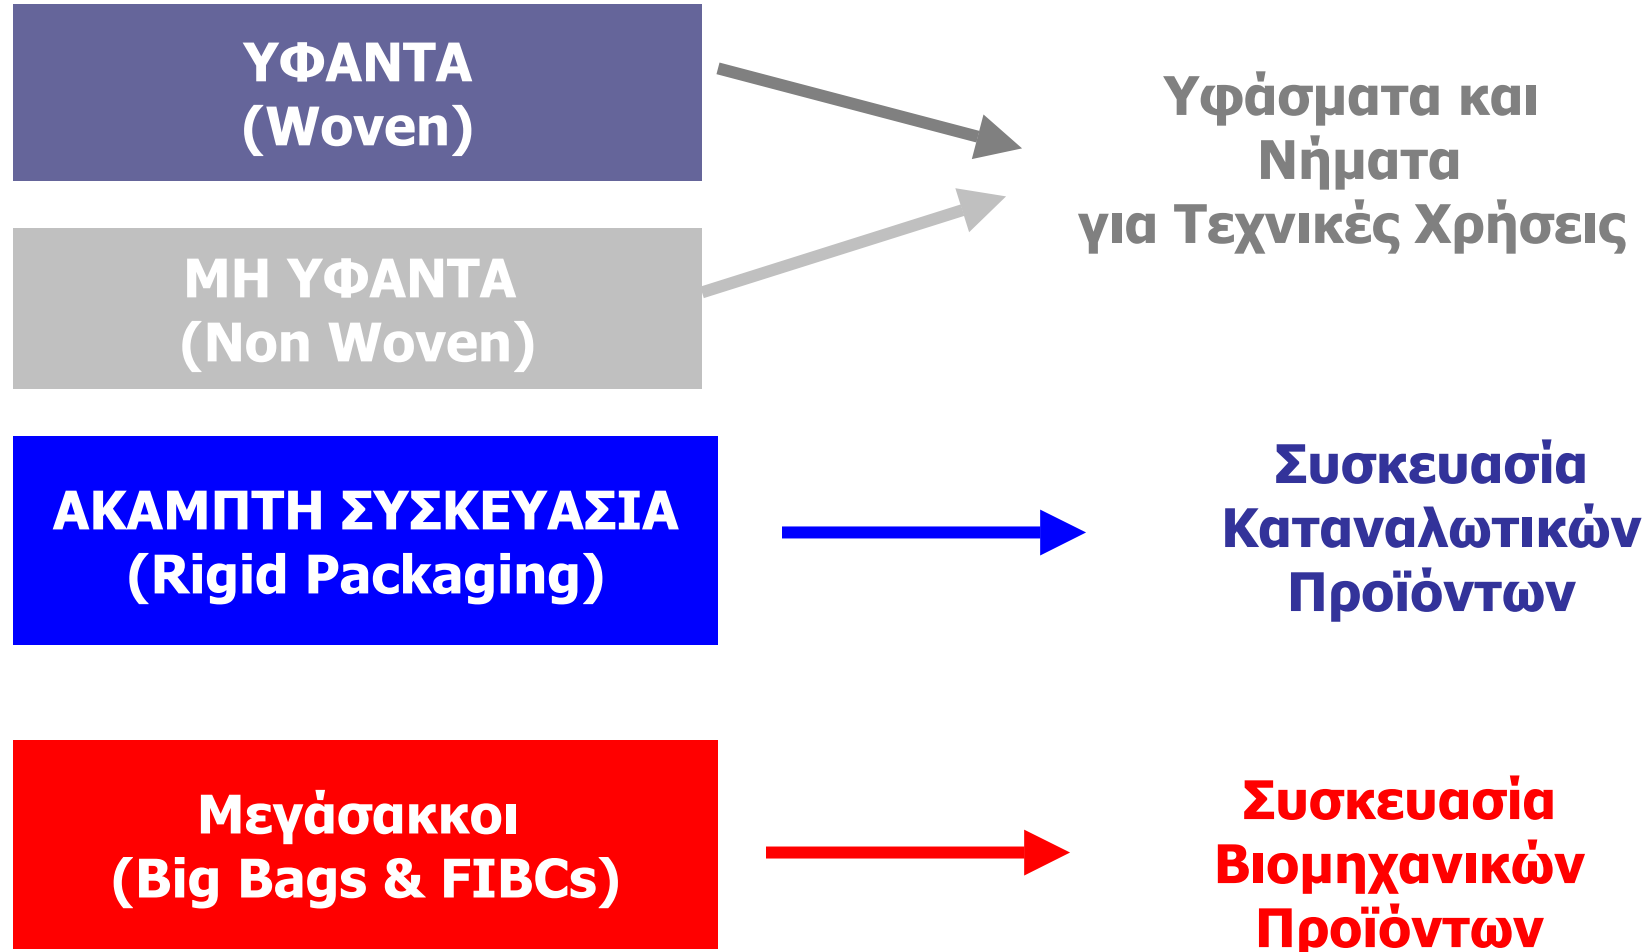 ΥΦΑΝΤΑ
(Woven)
Υφάσματα και
Νήματα
για Τεχνικές Χρήσεις
ΜΗ ΥΦΑΝΤΑ
(Non Woven)
ΑΚΑΜΠΤΗ ΣΥΣΚΕΥΑΣΙΑ
(Rigid Packaging)
Συσκευασία
Καταναλωτικών
Προϊόντων
Μεγάσακκοι
(Big Bags & FIBCs)
Συσκευασία
Βιομηχανικών
Προϊόντων